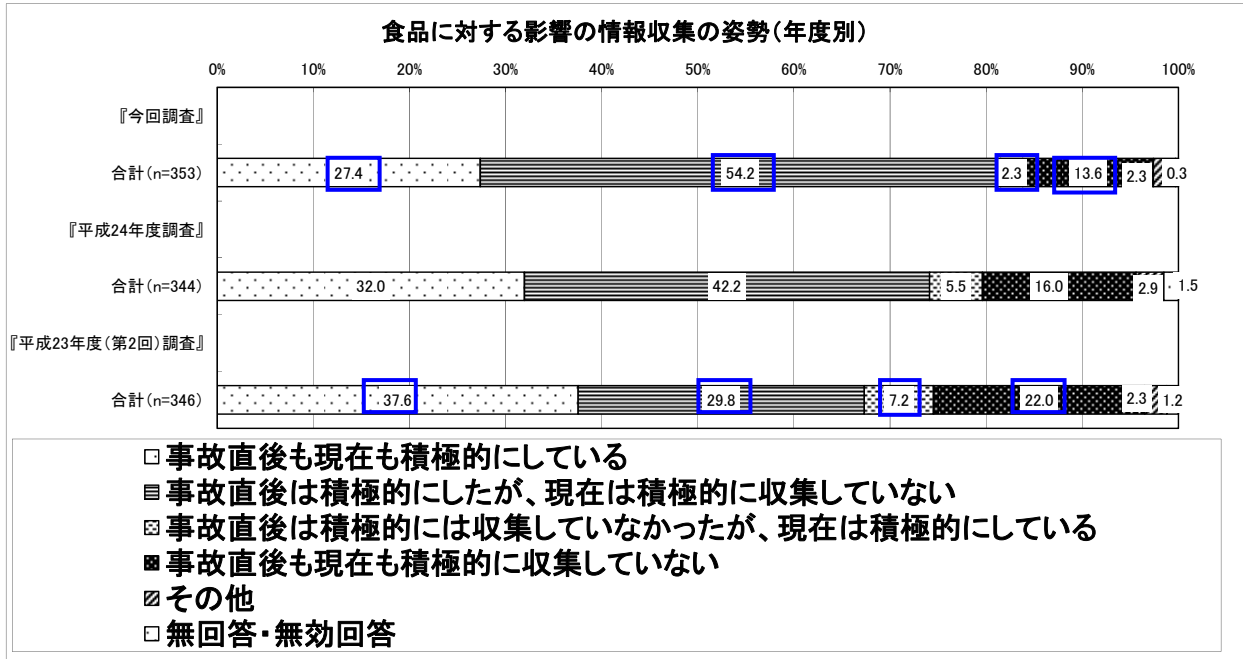 食品に対する影響の情報収集の姿勢（年度別）
0% 10% 20% 30% 40% 50% 60% 70% 80% 90% 100%
『今回調査』
合計（n=353） 27.4 54.2 2.3 13.6 2.3 0.3
『平成24年度調査』
合計（n=344） 32.0 42.2 5.5 16.0 2.9 1.5
『平成23年度（第2回）調査』
合計（n=346） 37.6 29.8 7.2 22.0 2.3 1.2
事故直後も現在も積極的にしている
事故直後は積極的にしたが、現在は積極的に収集していない
事故直後は積極的には収集していなかったが、現在は積極的にしている
事故直後も現在も積極的に収集していない
その他
無回答・無効回答